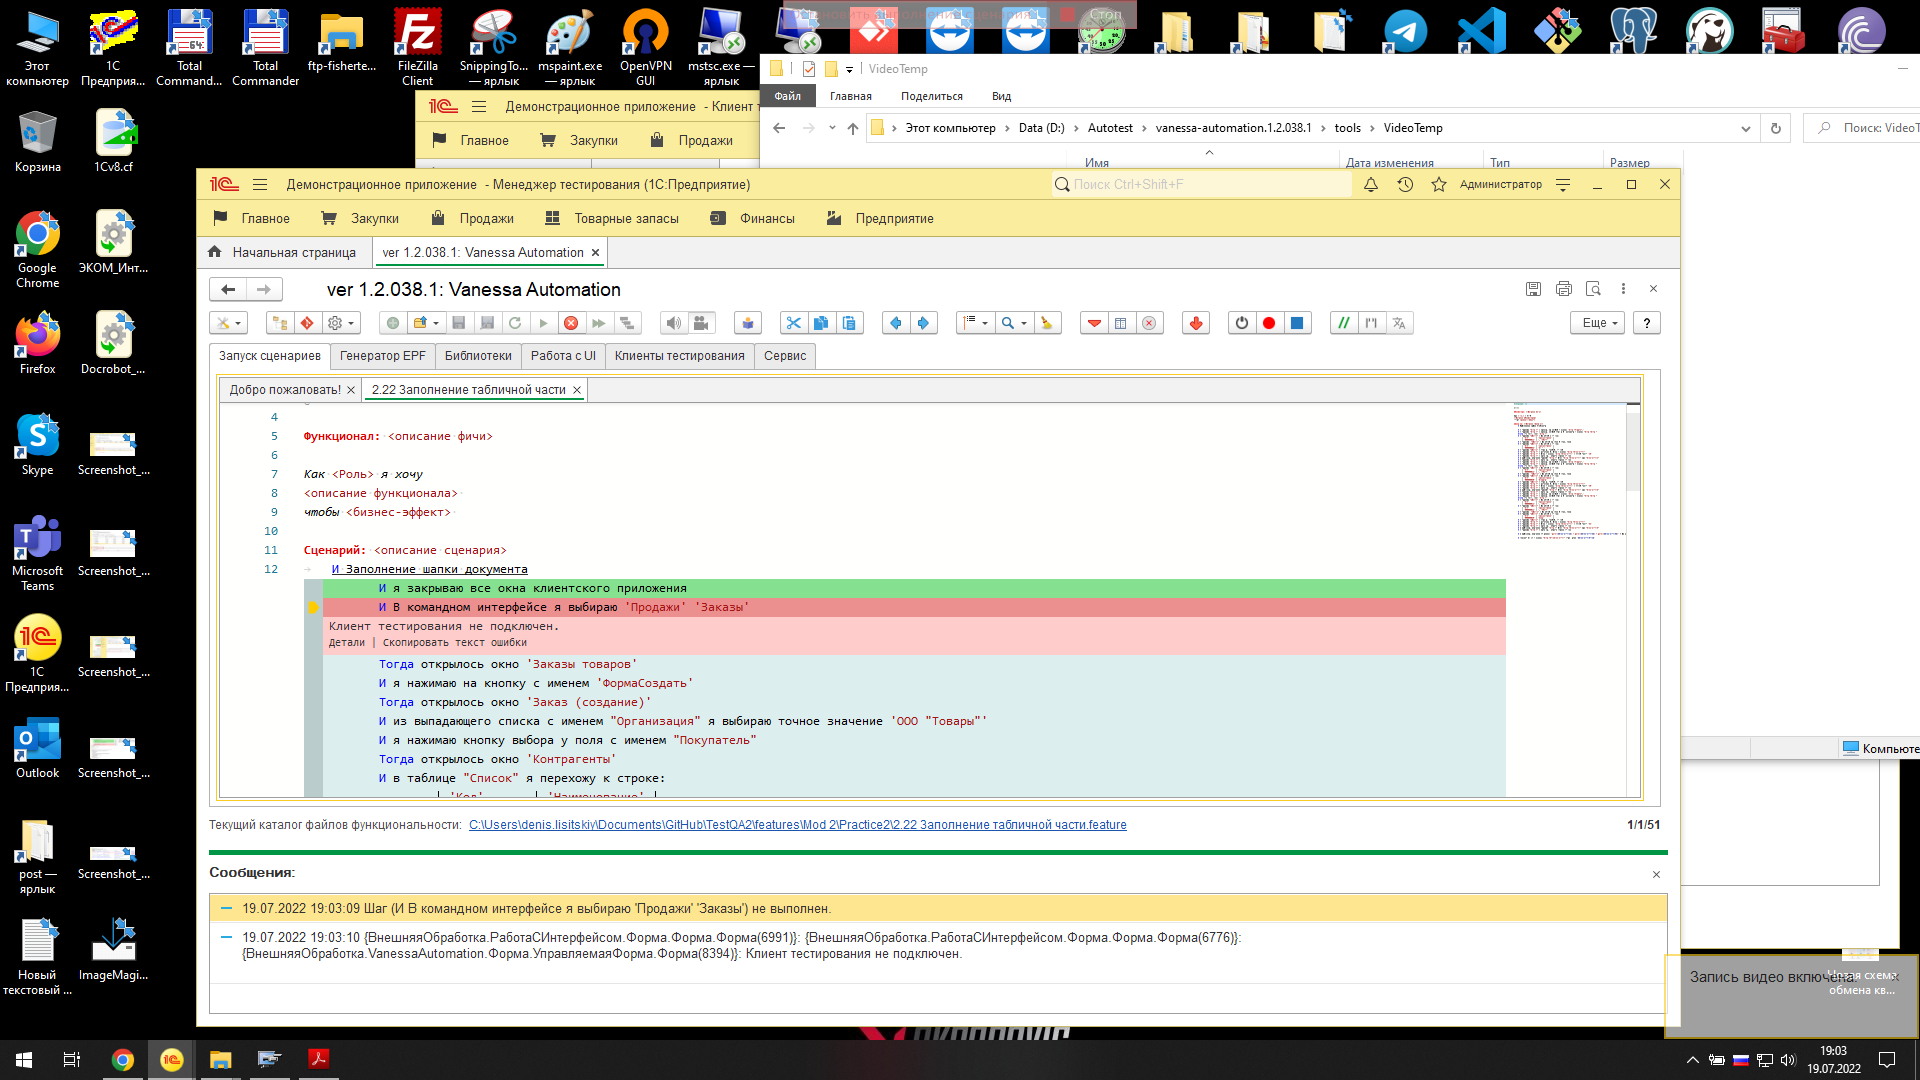 Этот компьютер
1С Предприя...
Total Command...
Total Commander
ftp-fisherte...
FileZilla Client
SnippingTo... — ярлык
mspaint.exe — ярлык
OpenVPN GUI
mstsc.exe — ярлык
Стоп
VideoTemp
Файл
Главная
Поделиться
Вид
Этот компьютер
Data (D:)
Autotest
vanessa-automation.1.2.038.1
tools
VideoTemp
Поиск: VideoT
Имя
Дата изменения
Тип
Размер
Демонстрационное приложение - Клиент т
Главное
Закупки
Продажи
Корзина
1Cv8.cf
Google Chrome
ЭКОМ_Инт...
Firefox
Docrobot_...
Skype
Screenshot_...
Microsoft Teams
Screenshot_...
1С Предприя...
Screenshot_...
Outlook
Screenshot_...
post — ярлык
Screenshot_...
Новый текстовый ...
ImageMagi...
Демонстрационное приложение - Менеджер тестирования (1С:Предприятие)
Поиск Ctrl+Shift+F
Администратор
Главное
Закупки
Продажи
Товарные запасы
Финансы
Предприятие
Начальная страница
ver 1.2.038.1: Vanessa Automation
ver 1.2.038.1: Vanessa Automation
Еще
?
Запуск сценариев
Генератор EPF
Библиотеки
Работа с UI
Клиенты тестирования
Сервис
Добро пожаловать!
2.22 Заполнение табличной части
4
5 Функционал: <описание фичи>
6
7 Как <Роль> я хочу
8 <описание функционала>
9 чтобы <бизнес-эффект>
10
11 Сценарий: <описание сценария>
12 И Заполнение шапки документа
И я закрываю все окна клиентского приложения
И В командном интерфейсе я выбираю 'Продажи' 'Заказы'
Клиент тестирования не подключен.
Детали | Скопировать текст ошибки
Тогда открылось окно 'Заказы товаров'
И я нажимаю на кнопку с именем 'ФормаСоздать'
Тогда открылось окно 'Заказ (создание)'
И из выпадающего списка с именем "Организация" я выбираю точное значение 'ООО "Товары"'
И я нажимаю кнопку выбора у поля с именем "Покупатель"
Тогда открылось окно 'Контрагенты'
И в таблице "Список" я перехожу к строке:
| 'Код' | 'Наименование' |
Текущий каталог файлов функциональности: C:\Users\denis.lisitskiy\Documents\GitHub\TestQA2\features\Mod 2\Practice2\2.22 Заполнение табличной части.feature
1/1/51
Сообщения:
19.07.2022 19:03:09 Шаг (И В командном интерфейсе я выбираю 'Продажи' 'Заказы') не выполнен.
19.07.2022 19:03:10 {ВнешняяОбработка.РаботаСИнтерфейсом.Форма.Форма.Форма(6991)}: {ВнешняяОбработка.РаботаСИнтерфейсом.Форма.Форма.Форма(6776)}:
{ВнешняяОбработка.VanessaAutomation.Форма.УправляемаяФорма.Форма(8394)}: Клиент тестирования не подключен.
Компьюте
Запись видео включена.
Новая схема
обмена кв...
19:03
19.07.2022